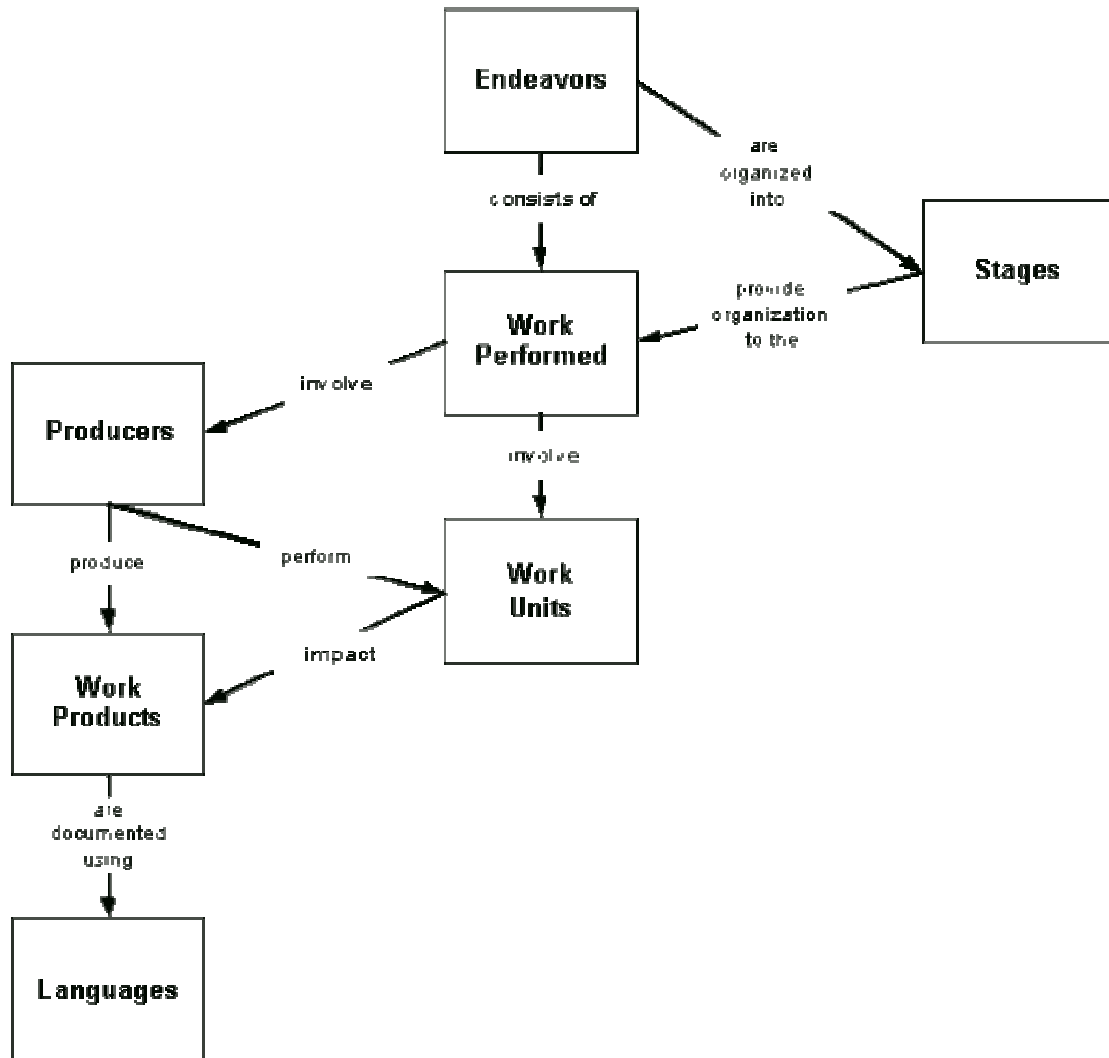 Endeavors
are
organized
into
consists of
Stages
provide
organization
to the
Work
Performed
involve
Producers
involve
produce
perform
Work
Units
impact
Work
Products
are
documented
using
Languages